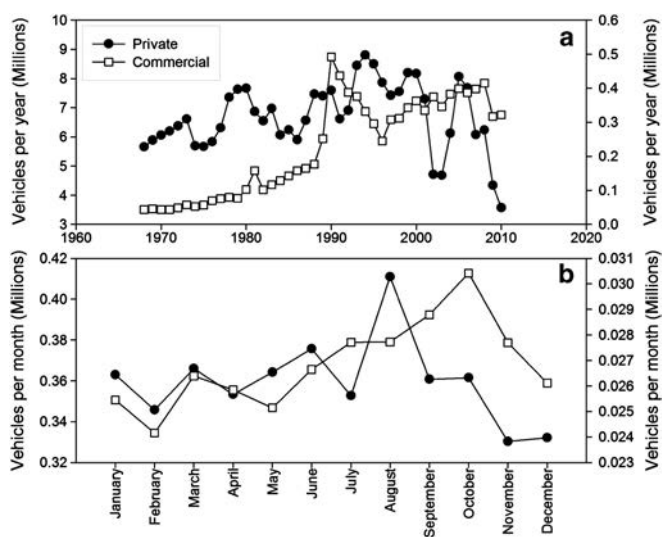 a
Private
Commercial
Vehicles per year (Millions)
10
9
8
7
6
5
4
3
0.6
0.5
0.4
0.3
0.2
0.1
0.0
Vehicles per year (Millions)
1960
1970
1980
1990
2000
2010
2020
b
Vehicles per month (Millions)
0.42
0.40
0.38
0.36
0.34
0.32
0.031
0.030
0.029
0.028
0.027
0.026
0.025
0.024
0.023
Vehicles per month (Millions)
January
February
March
April
May
June
July
August
September
October
November
December